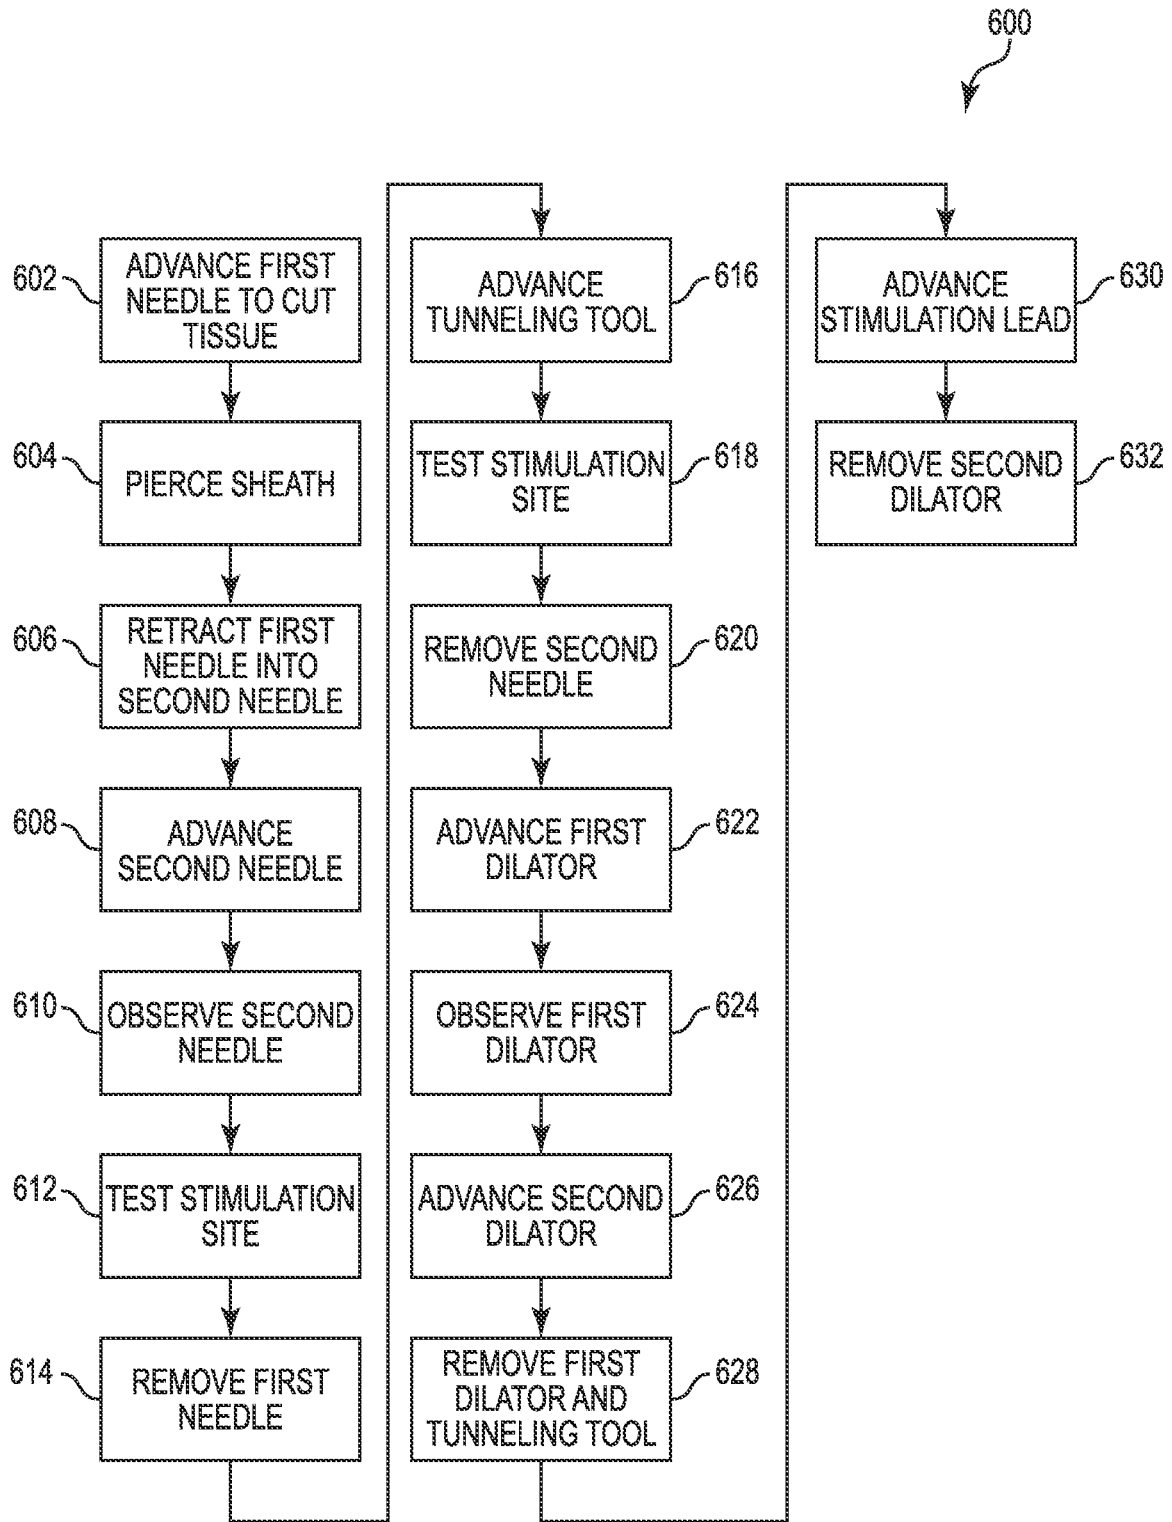 600
602
ADVANCE FIRST
NEEDLE TO CUT
TISSUE
604
PIERCE SHEATH
606
RETRACT FIRST
NEEDLE INTO
SECOND NEEDLE
608
ADVANCE
SECOND NEEDLE
610
OBSERVE SECOND
NEEDLE
612
TEST STIMULATION
SITE
614
REMOVE FIRST
NEEDLE
ADVANCE
TUNNELING TOOL
616
TEST STIMULATION
SITE
618
REMOVE SECOND
NEEDLE
620
ADVANCE FIRST
DILATOR
622
OBSERVE FIRST
DILATOR
624
ADVANCE SECOND
DILATOR
626
REMOVE FIRST
DILATOR AND
TUNNELING TOOL
628
ADVANCE
STIMULATION LEAD
630
REMOVE SECOND
DILATOR
632